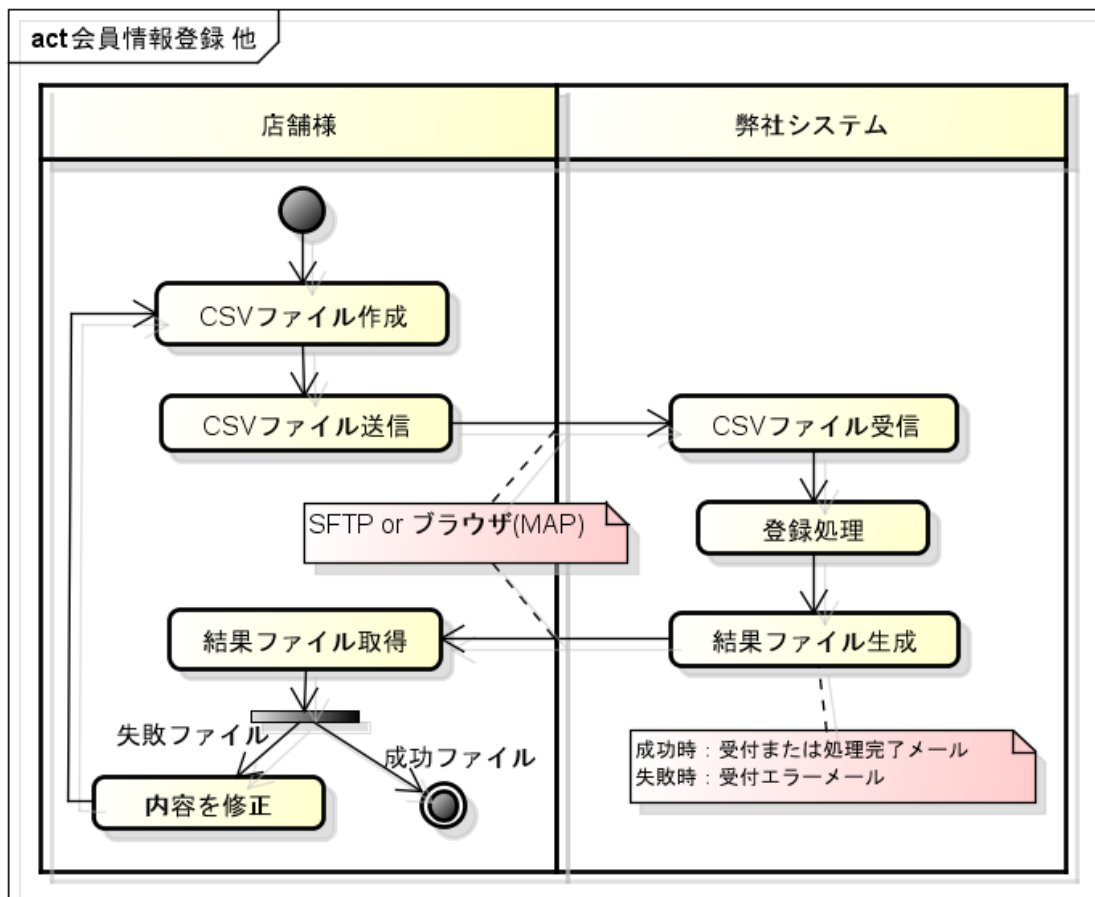 act 会員情報登録 他
店舗様
弊社システム
CSVファイル作成
CSVファイル送信
CSVファイル受信
SFTP or ブラウザ(MAP)
登録処理
結果ファイル取得
結果ファイル生成
失敗ファイル
成功ファイル
成功時：受付または処理完了メール
失敗時：受付エラーメール
内容を修正